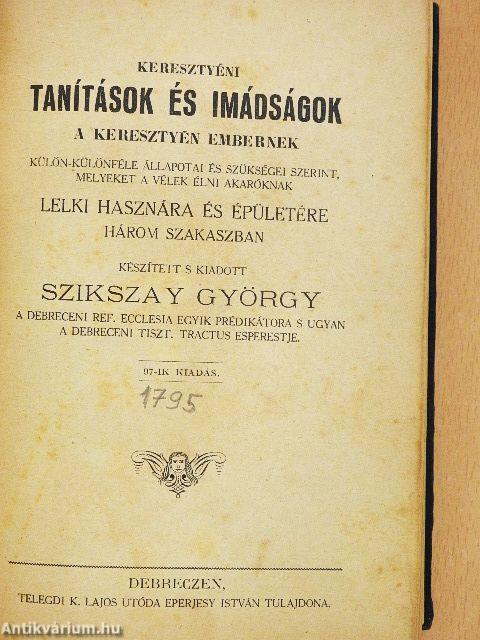 KERESZTYÉNI
TANÍTÁSOK ÉS IMÁDSÁGOK
A KERESZTYÉN EMBERNEK
KÜLÖN-KÜLÖNFÉLE ÁLLAPOTAI ÉS SZÜKSÉGEI SZERINT,
MELYEKET A VÉLEK ÉLNI AKARÓKNAK
LELKI HASZNÁRA ÉS ÉPÜLETÉRE
HÁROM SZAKASZBAN
KÉSZÍTETT S KIADOTT
SZIKSZAY GYÖRGY
A DEBRECENI REF. ECCLESIA EGYIK PRÉDIKÁTORA S UGYAN
A DEBRECENI TISZT. TRACTUS ESPERESTJE.
97-IK KIADÁS.
1795
DEBRECZEN,
TELEGDI K. LAJOS UTÓDA EPERJESY ISTVÁN TULAJDONA.
Antikvárium.hu